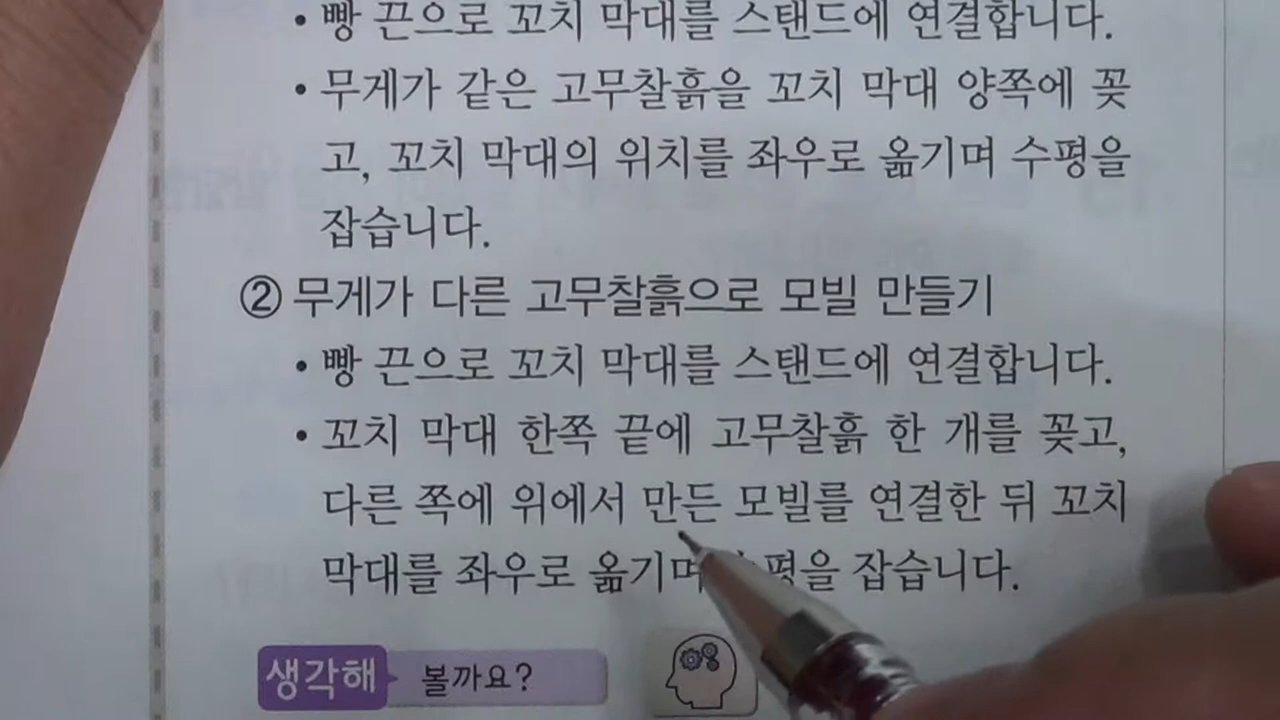 • 빵 끈으로 꼬치 막대를 스탠드에 연결합니다.
• 무게가 같은 고무찰흙을 꼬치 막대 양쪽에 꽂
고, 꼬치 막대의 위치를 좌우로 옮기며 수평을
잡습니다.
② 무게가 다른 고무찰흙으로 모빌 만들기
• 빵 끈으로 꼬치 막대를 스탠드에 연결합니다.
• 꼬치 막대 한쪽 끝에 고무찰흙 한 개를 꽂고,
다른 쪽에 위에서 만든 모빌를 연결한 뒤 꼬치
막대를 좌우로 옮기며 수평을 잡습니다.
생각해 볼까요?